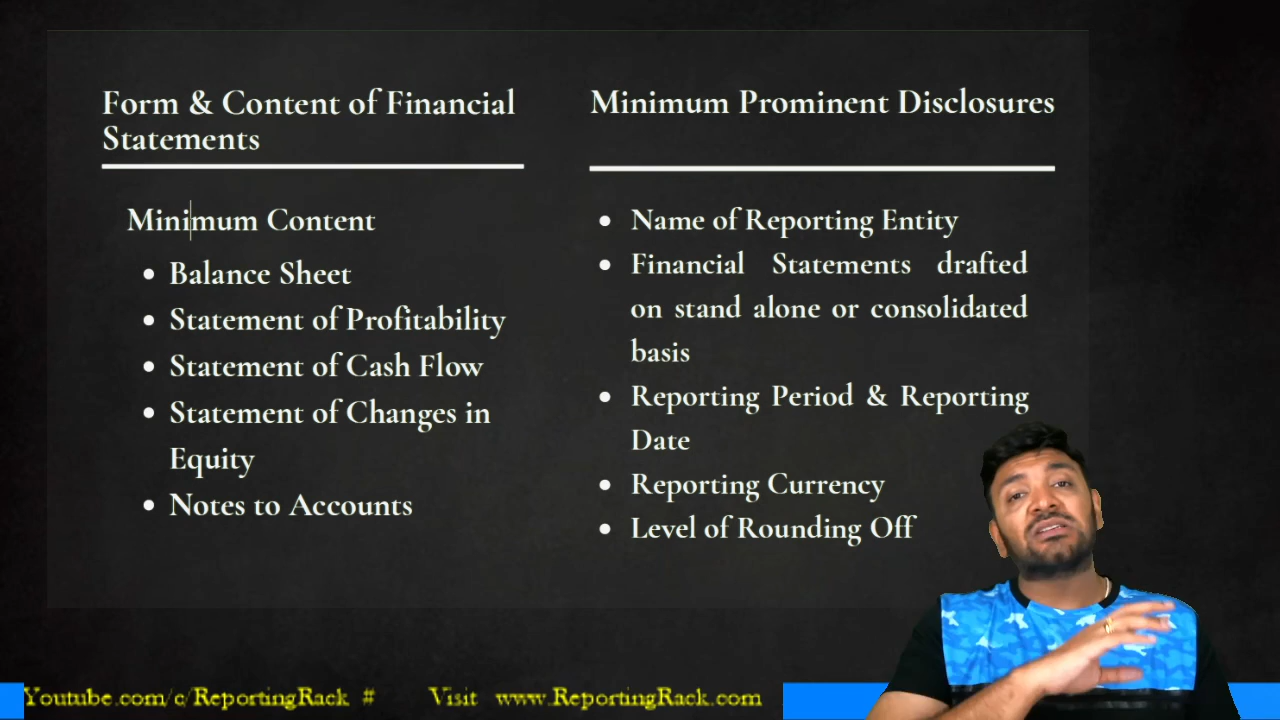 Form & Content of Financial
Statements
Minimum Content
• Balance Sheet
• Statement of Profitability
• Statement of Cash Flow
• Statement of Changes in
Equity
• Notes to Accounts
Minimum Prominent Disclosures
• Name of Reporting Entity
• Financial Statements drafted
on stand alone or consolidated
basis
• Reporting Period & Reporting
Date
• Reporting Currency
• Level of Rounding Off
Youtube.com/c/ReportingRack # Visit www.ReportingRack.com